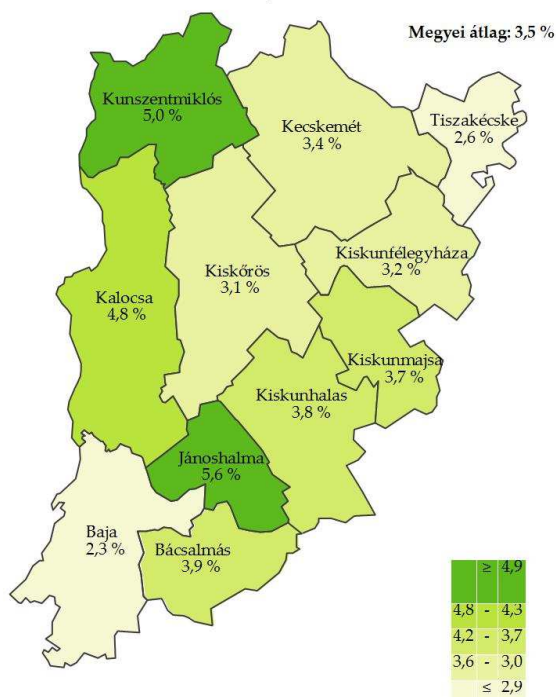 Megyei átlag: 3,5 %
Kunszentmiklós
5,0 %
Kecskemét
3,4 %
Tiszakécske
2,6 %
Kiskunfélegyháza
3,2 %
Kiskőrös
3,1 %
Kalocsa
4,8 %
Kiskunmajsa
3,7 %
Kiskunhalas
3,8 %
Jánoshalma
5,6 %
Baja
2,3 %
Bácsalmás
3,9 %
≥ 4,9
4,8 - 4,3
4,2 - 3,7
3,6 - 3,0
≤ 2,9